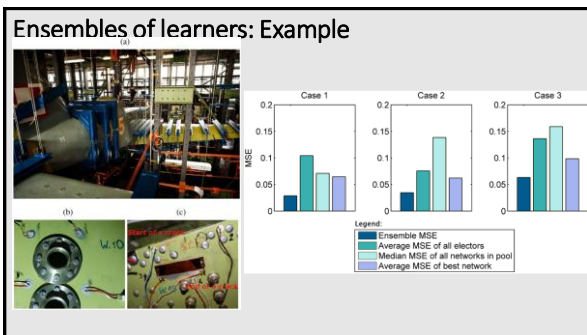 Ensembles of learners: Example
(a)
(b)
(c)
Start of a crack
Case 1
Case 2
Case 3
MSE
0.2
0.15
0.1
0.05
0
0.2
0.15
0.1
0.05
0
0.2
0.15
0.1
0.05
0
Legend:
Ensemble MSE
Average MSE of all electors
Median MSE of all networks in pool
Average MSE of best network